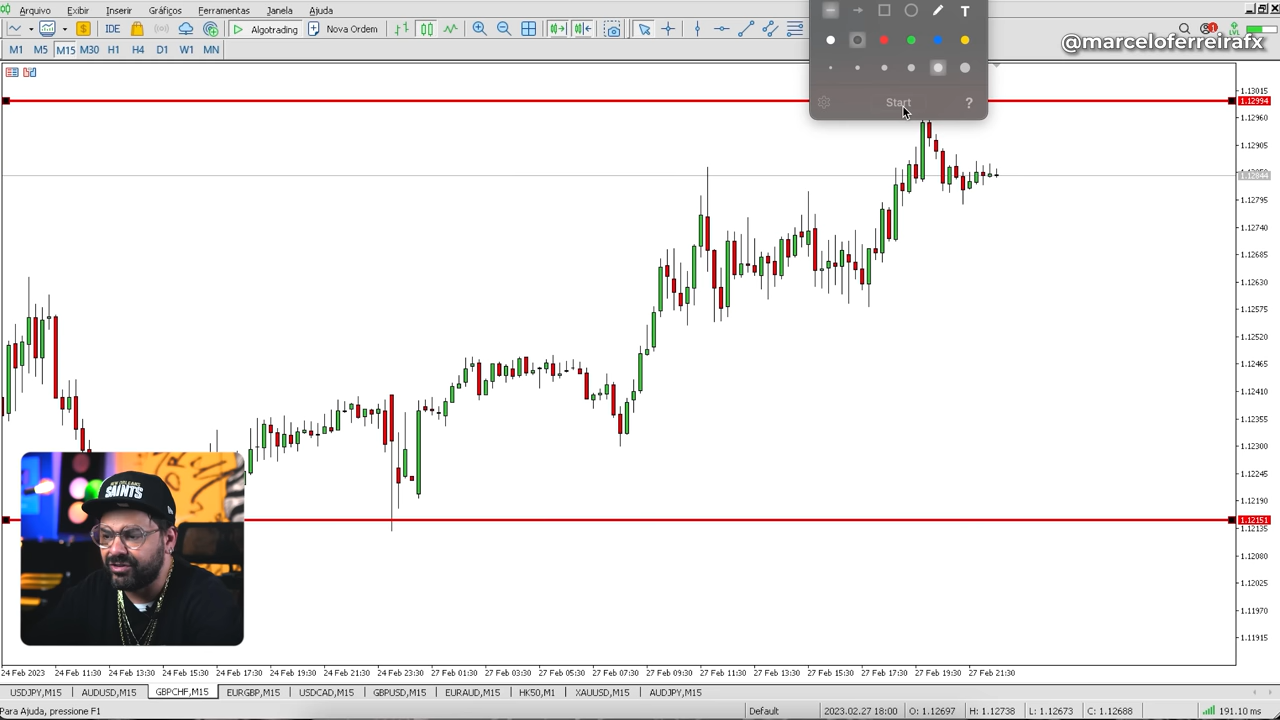 Arquivo Exibir Inserir Gráficos Ferramentas Janela Ajuda
IDE $ Algotrading Nova Ordem
M1 M5 M15 M30 H1 H4 D1 W1 MN
@marceloferreirafx
T
Start ?
1.13015
1.12994
1.12960
1.12905
1.12844
1.12795
1.12740
1.12685
1.12630
1.12575
1.12520
1.12465
1.12410
1.12355
1.12300
1.12245
1.12190
1.12151
1.12135
1.12080
1.12025
1.11970
1.11915
NEW ORLEANS
SAINTS
24 Feb 2023 24 Feb 11:30 24 Feb 13:30 24 Feb 15:30 24 Feb 17:30 24 Feb 19:30 24 Feb 21:30 24 Feb 23:30 27 Feb 03:30 27 Feb 05:30 27 Feb 07:30 27 Feb 09:30 27 Feb 11:30 27 Feb 13:30 27 Feb 15:30 27 Feb 17:30 27 Feb 19:30 27 Feb 21:30
USDJPY,M15 AUDUSD,M15 GBPCHF,M15 EURGBP,M15 USDCAD,M15 GBPUSD,M15 EURAUD,M15 HK50,M1 XAUUSD,M15 AUDJPY,M15
Para Ajuda, pressione F1 Default 2023.02.27 18:00 O: 1.12697 H: 1.12738 L: 1.12673 C: 1.12688 191.10 ms